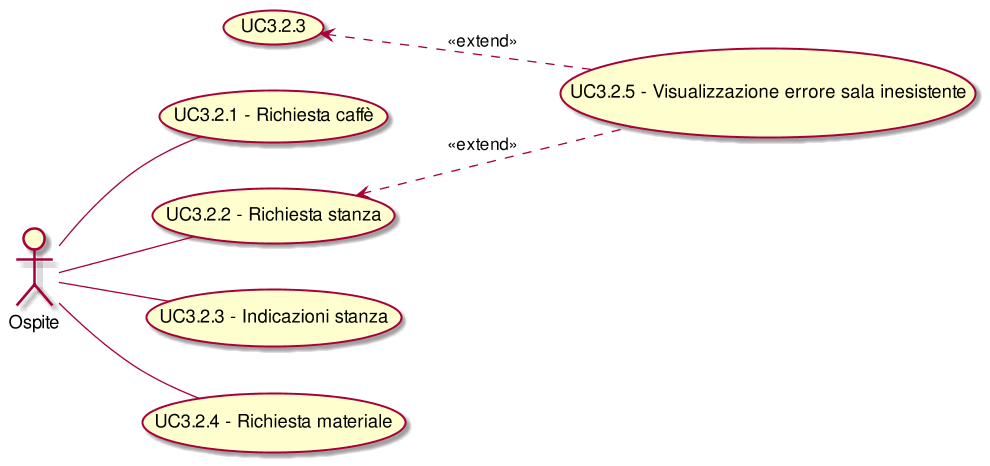 UC3.2.3
«extend»
UC3.2.5 - Visualizzazione errore sala inesistente
UC3.2.1 - Richiesta caffè
«extend»
UC3.2.2 - Richiesta stanza
UC3.2.3 - Indicazioni stanza
Ospite
UC3.2.4 - Richiesta materiale